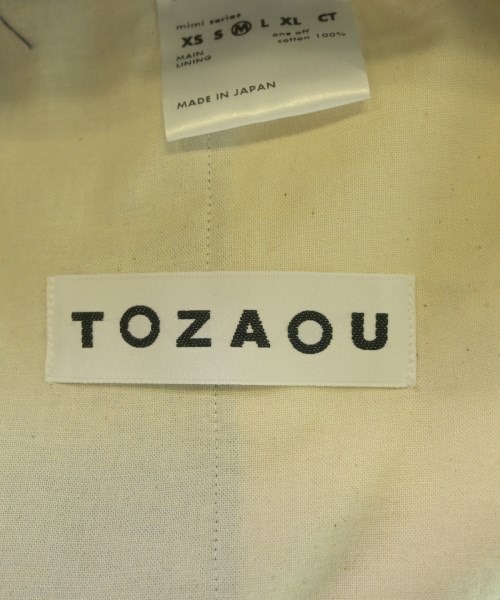 mimi series
XS S M L XL CT
MAIN one off
LINING cotton 100%
MADE IN JAPAN
TOZAOU